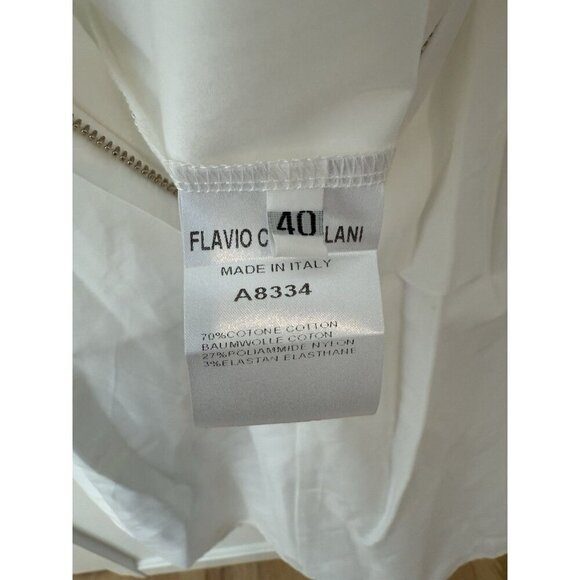 40
FLAVIO C LANI
MADE IN ITALY
A8334
70%COTONE COTTON
BAUMWOLLE COTON
27%POLIAMMIDE NYLON
3%ELASTAN ELASTHANE